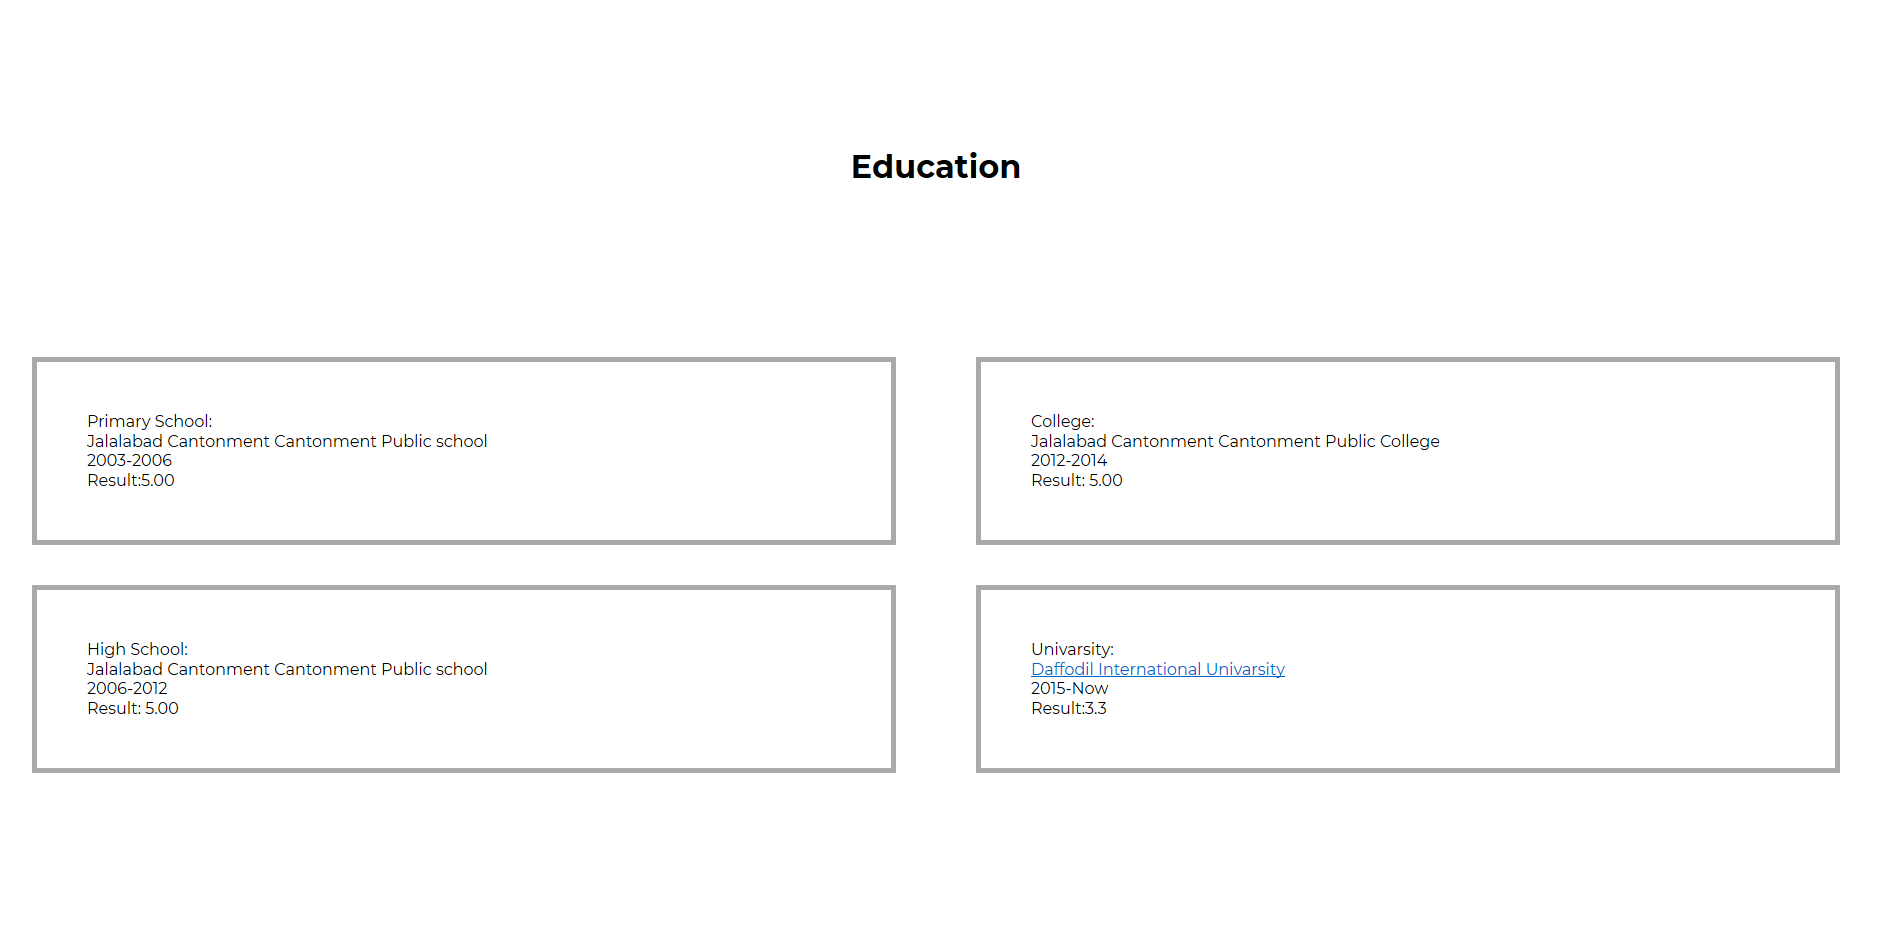 Education
Primary School:
Jalalabad Cantonment Cantonment Public school
2003-2006
Result:5.00
High School:
Jalalabad Cantonment Cantonment Public school
2006-2012
Result: 5.00
College:
Jalalabad Cantonment Cantonment Public College
2012-2014
Result: 5.00
Univarsity:
Daffodil International Univarsity
2015-Now
Result:3.3